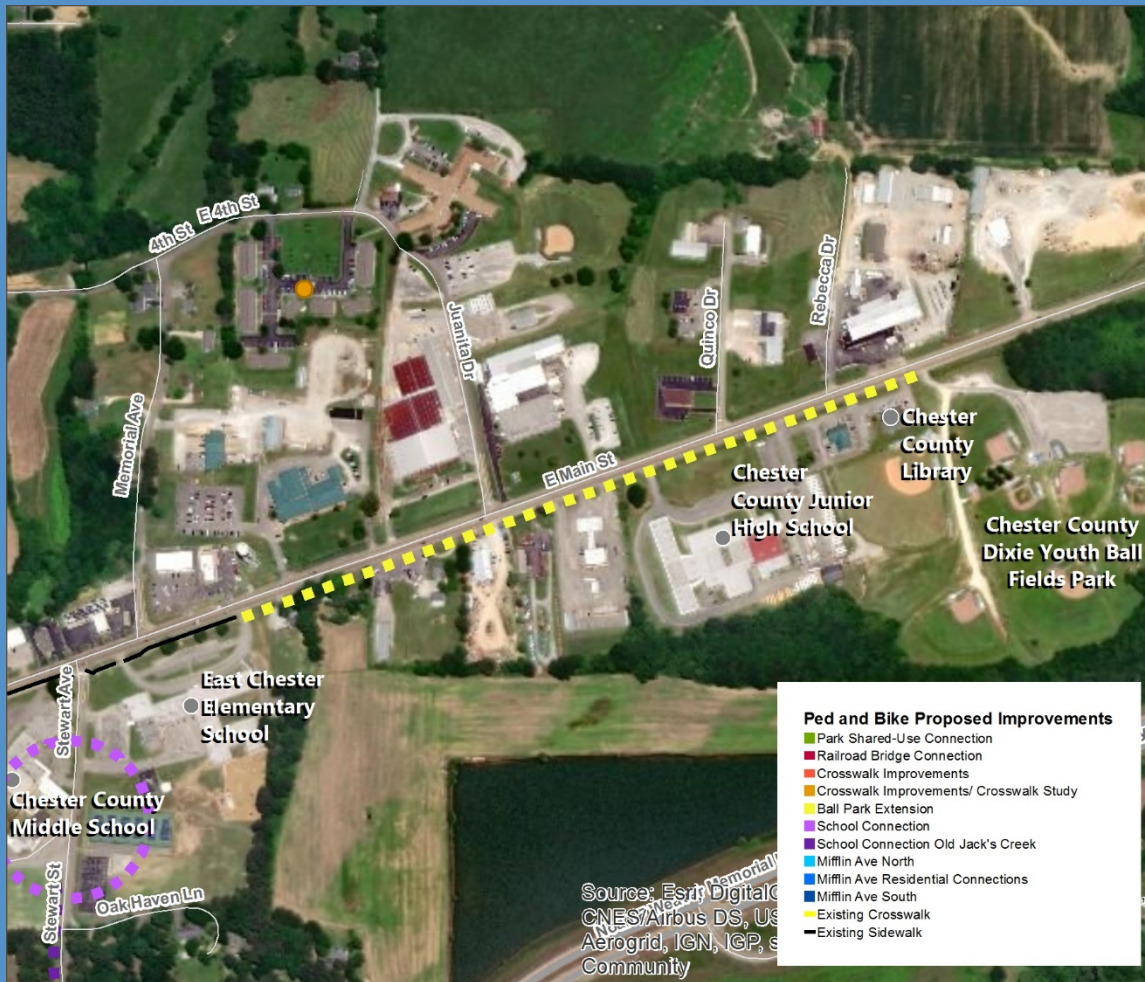 4th St
E 4th St
Memorial Ave
Juanita Dr
Quinco Dr
Rebecca Dr
E Main St
Chester
County
Library
Chester
County Junior
High School
Chester County
Dixie Youth Ball
Fields Park
East Chester
Elementary
School
Stewart Ave
Chester County
Middle School
Oak Haven Ln
Stewart St
Memorial
Source: Esri,
CNES/Airbus DS, US
Aerogrid, IGN, IGP, s
Community
Ped and Bike Proposed Improvements
Park Shared-Use Connection
Railroad Bridge Connection
Crosswalk Improvements
Crosswalk Improvements/ Crosswalk Study
Ball Park Extension
School Connection
School Connection Old Jack's Creek
Mifflin Ave North
Mifflin Ave Residential Connections
Mifflin Ave South
Existing Crosswalk
Existing Sidewalk